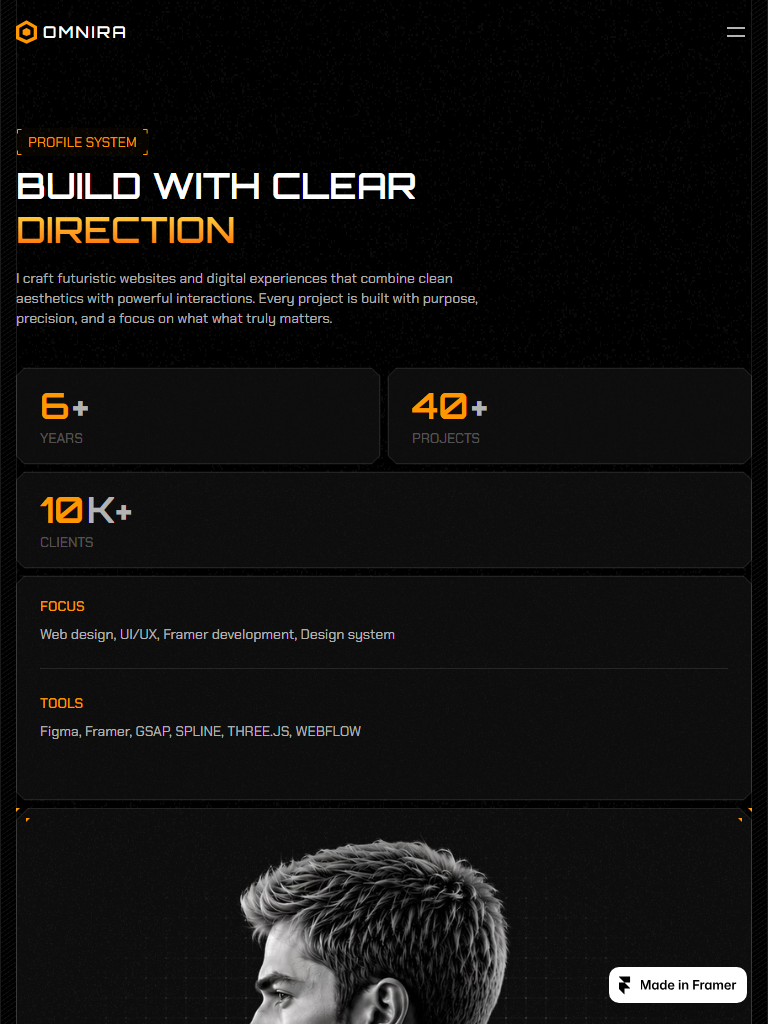 OMNIRA
PROFILE SYSTEM
BUILD WITH CLEAR
DIRECTION
I craft futuristic websites and digital experiences that combine clean
aesthetics with powerful interactions. Every project is built with purpose,
precision, and a focus on what what truly matters.
6+
YEARS
40+
PROJECTS
10K+
CLIENTS
FOCUS
Web design, UI/UX, Framer development, Design system
TOOLS
Figma, Framer, GSAP, SPLINE, THREE.JS, WEBFLOW
Made in Framer